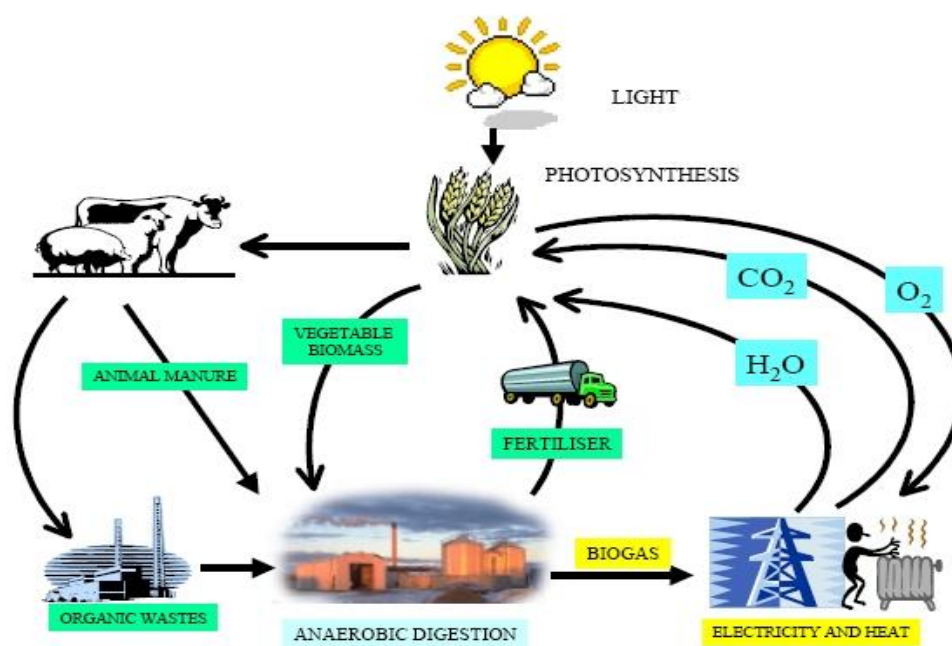 LIGHT
PHOTOSYNTHESIS
CO₂
O₂
VEGETABLE
BIOMASS
H₂O
ANIMAL MANURE
FERTILISER
BIOGAS
ORGANIC WASTES
ANAEROBIC DIGESTION
ELECTRICITY AND HEAT